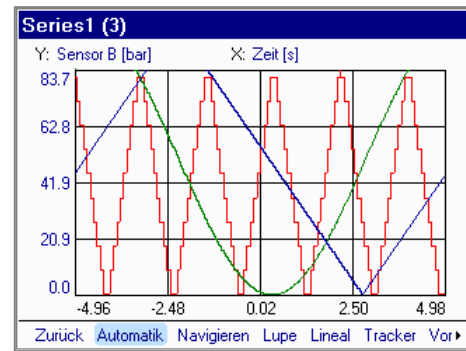 Series1 (3)
Y: Sensor B [bar] X: Zeit [s]
83.7
62.8
41.9
20.9
0.0
-4.96 -2.48 0.02 2.50 4.98
Zurück Automatik Navigieren Lupe Lineal Tracker Vor